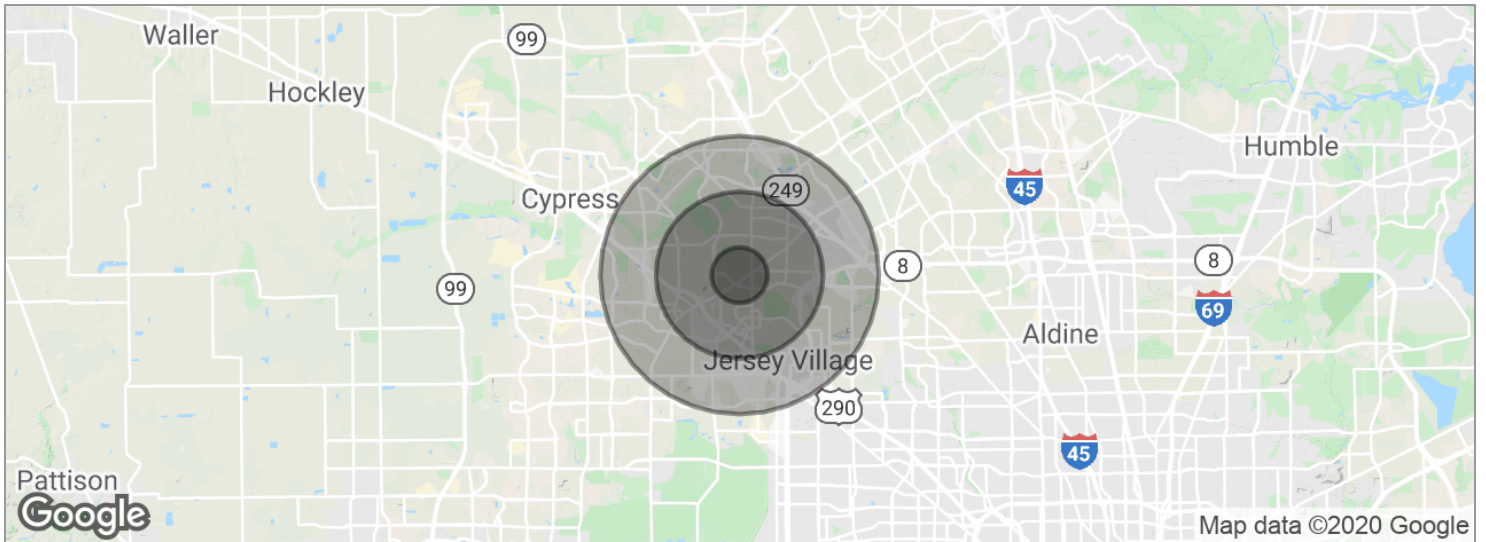 Waller
99
Hockley
Humble
45
249
Cypress
8
8
99
69
Aldine
Jersey Village
290
45
Pattison
Google
Map data ©2020 Google